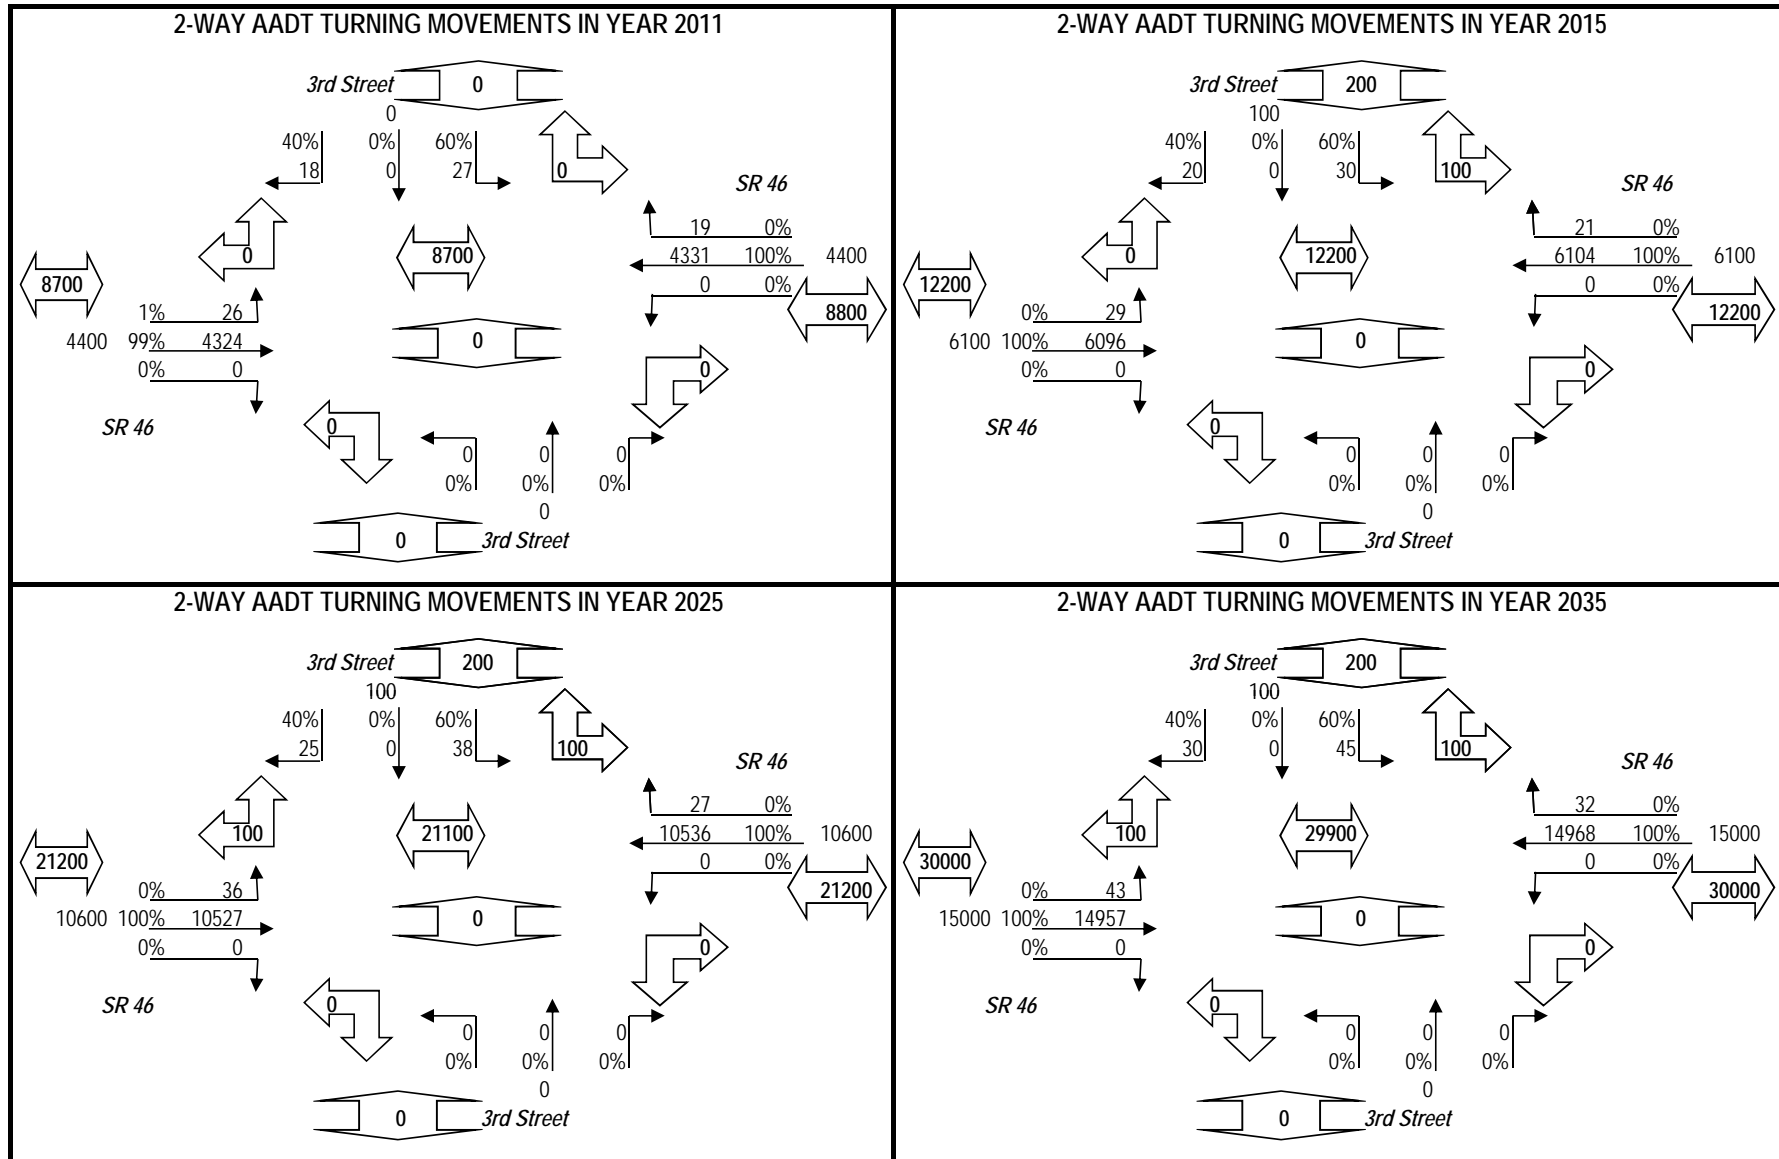 2-WAY AADT TURNING MOVEMENTS IN YEAR 2011
3rd Street 0
0
40% 0% 60%
18 0 27 0
SR 46
19 0%
0 8700 4331 100% 4400
8700 0 0%
1% 26 8800
4400 99% 4324 0
0% 0 0
SR 46 0
0 0 0
0% 0% 0%
0
0 3rd Street
2-WAY AADT TURNING MOVEMENTS IN YEAR 2015
3rd Street 200
100
40% 0% 60%
20 0 30 100
SR 46
21 0%
0 12200 6104 100% 6100
12200 0 0%
0% 29 12200
6100 100% 6096 0
0% 0 0
SR 46 0
0 0 0
0% 0% 0%
0
0 3rd Street
2-WAY AADT TURNING MOVEMENTS IN YEAR 2025
3rd Street 200
100
40% 0% 60%
25 0 38 100
SR 46
27 0%
100 21100 10536 100% 10600
21200 0 0%
0% 36 21200
10600 100% 10527 0
0% 0 0
SR 46 0
0 0 0
0% 0% 0%
0
0 3rd Street
2-WAY AADT TURNING MOVEMENTS IN YEAR 2035
3rd Street 200
100
40% 0% 60%
30 0 45 100
SR 46
32 0%
100 29900 14968 100% 15000
30000 0 0%
0% 43 30000
15000 100% 14957 0
0% 0 0
SR 46 0
0 0 0
0% 0% 0%
0
0 3rd Street